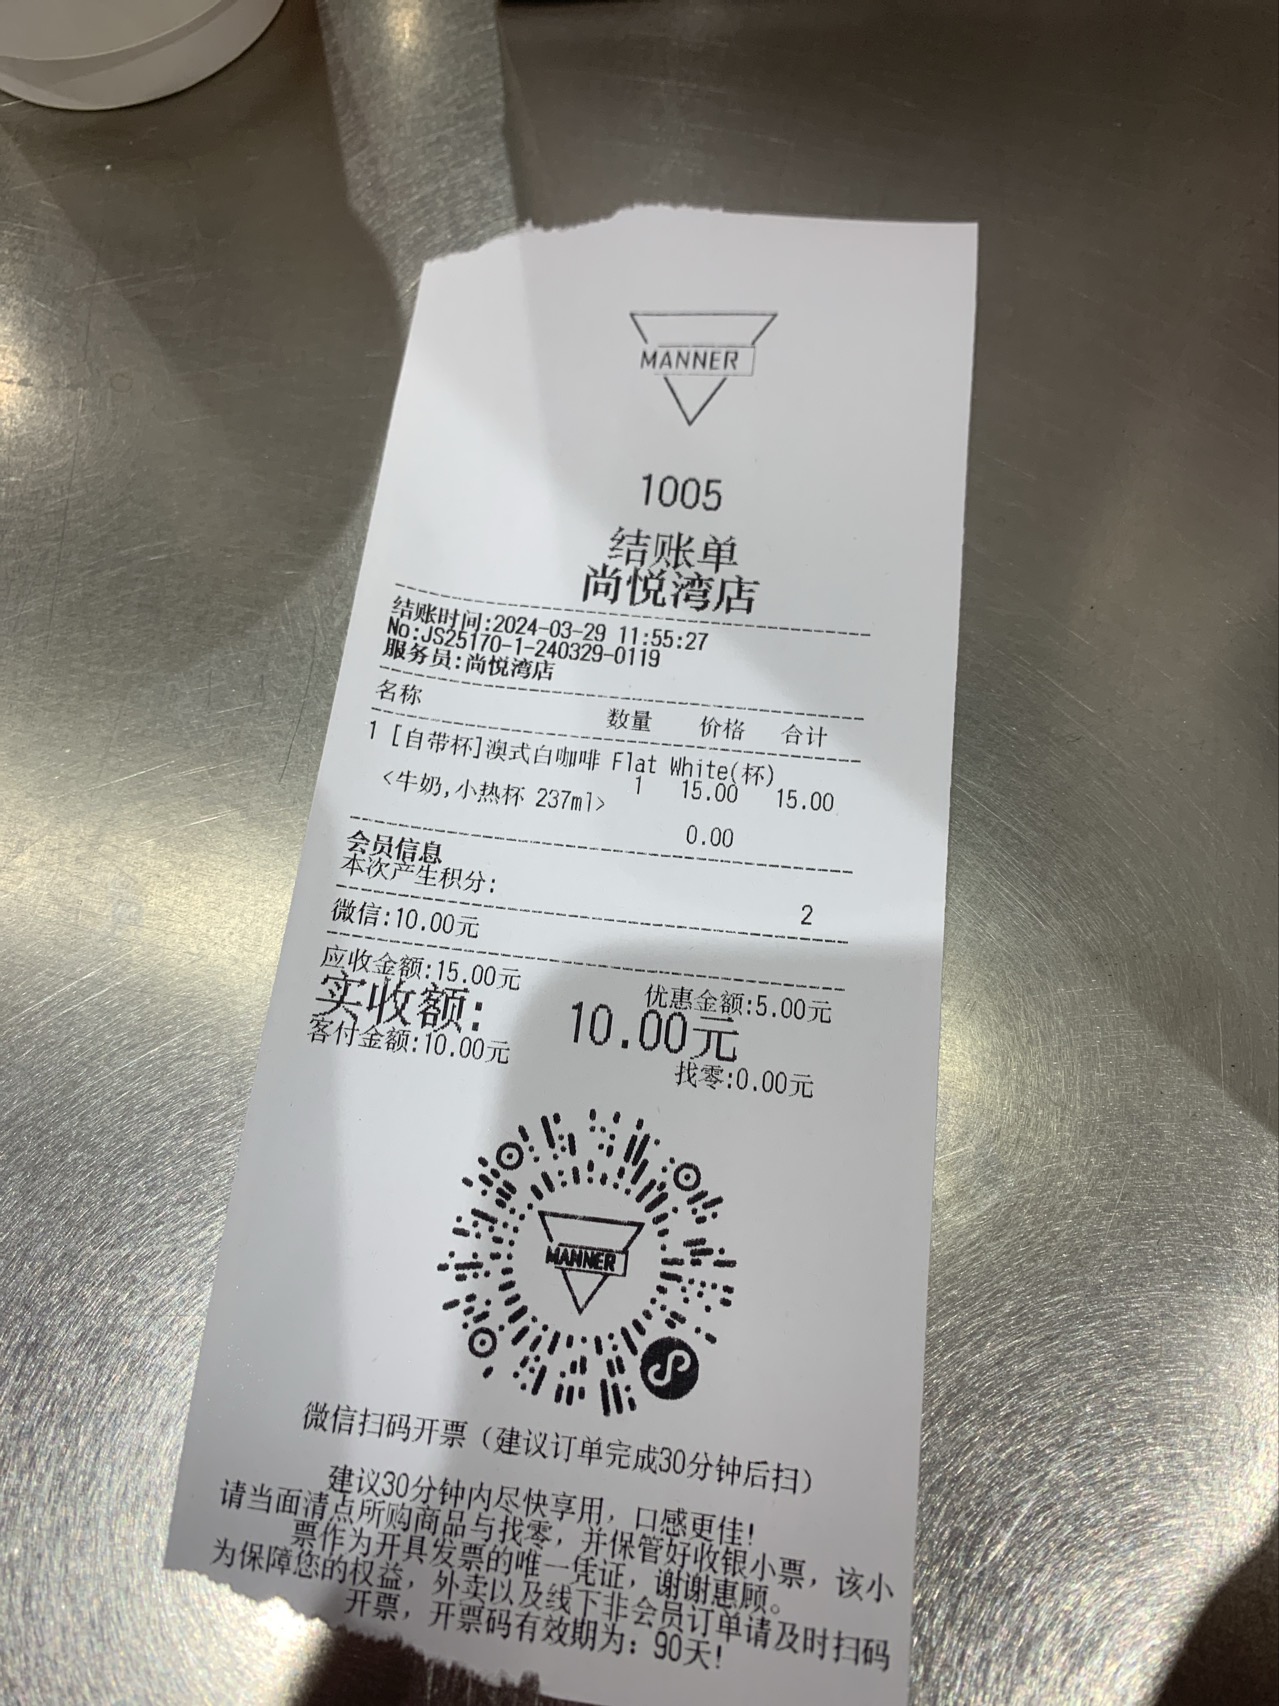 MANNER
1005
结账单
尚悦湾店
结账时间:2024-03-29 11:55:27
No:JS25170-1-240329-0119
服务员:尚悦湾店
名称 数量 价格 合计
1 [自带杯]澳式白咖啡 Flat White(杯)
1 15.00 15.00
<牛奶,小热杯 237ml>
0.00
会员信息
本次产生积分: 2
微信:10.00元
应收金额:15.00元 优惠金额:5.00元
实收额: 10.00元
客付金额:10.00元 找零:0.00元
MANNER
微信扫码开票（建议订单完成30分钟后扫）
建议30分钟内尽快享用，口感更佳!
请当面清点所购商品与找零，并保管好收银小票，该小
票作为开具发票的唯一凭证，谢谢惠顾。
为保障您的权益，外卖以及线下非会员订单请及时扫码
开票，开票码有效期为：90天!